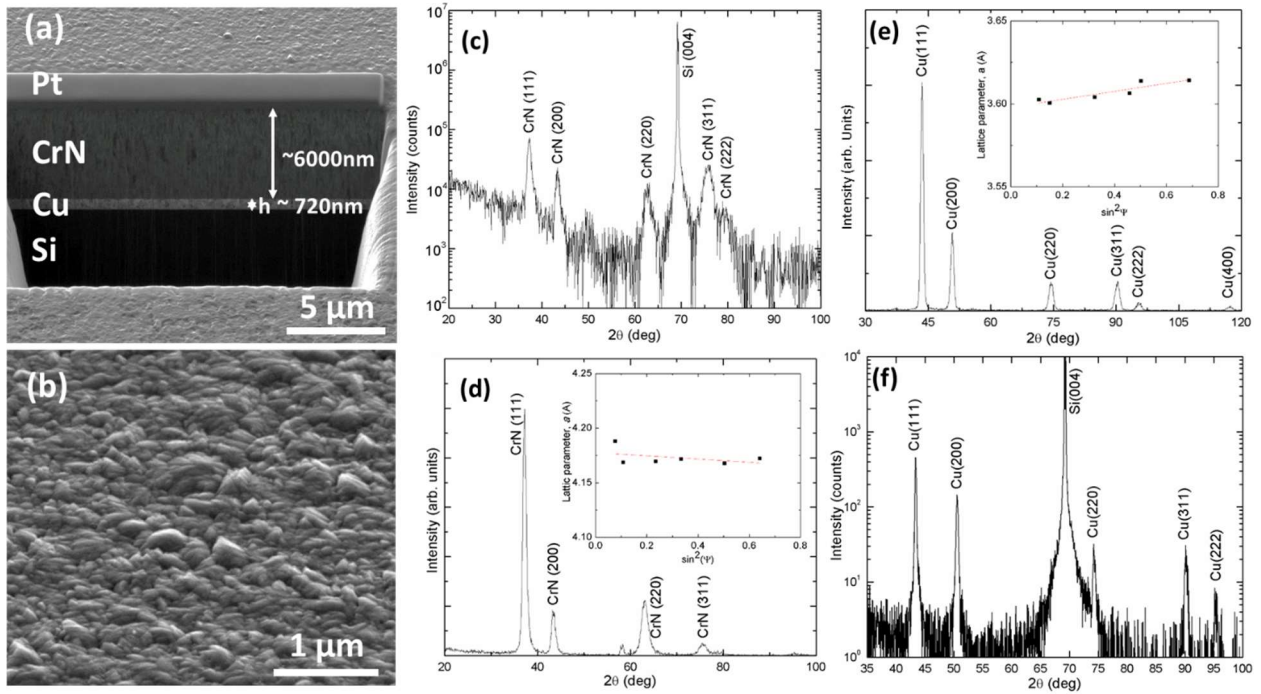 (a)
Pt
CrN
~6000nm
Cu
h ~ 720nm
Si
5 µm
(b)
1 µm
(c)
Intensity (counts)
10^7
10^6
10^5
10^4
10^3
10^2
CrN (111)
CrN (200)
CrN (220)
Si (004)
CrN (311)
CrN (222)
20 30 40 50 60 70 80 90 100
2θ (deg)
(d)
Intensity (arb. units)
CrN (111)
CrN (200)
CrN (220)
CrN (311)
Lattic parameter, a (A)
4.25
4.20
4.15
4.10
0.0 0.2 0.4 0.6 0.8
sin^2(Ψ)
20 40 60 80 100
2θ (deg)
(e)
Intensity (arb. Units)
Cu(111)
Cu(200)
Cu(220)
Cu(311)
Cu(222)
Cu(400)
Lattice parameter, a (A)
3.65
3.60
3.55
0.0 0.2 0.4 0.6 0.8
sin^2Ψ
30 45 60 75 90 105 120
2θ (deg)
(f)
Intensity (counts)
10^4
10^3
10^2
10^1
10^0
Cu(111)
Cu(200)
Si(004)
Cu(220)
Cu(311)
Cu(222)
35 40 45 50 55 60 65 70 75 80 85 90 95 100
2θ (deg)